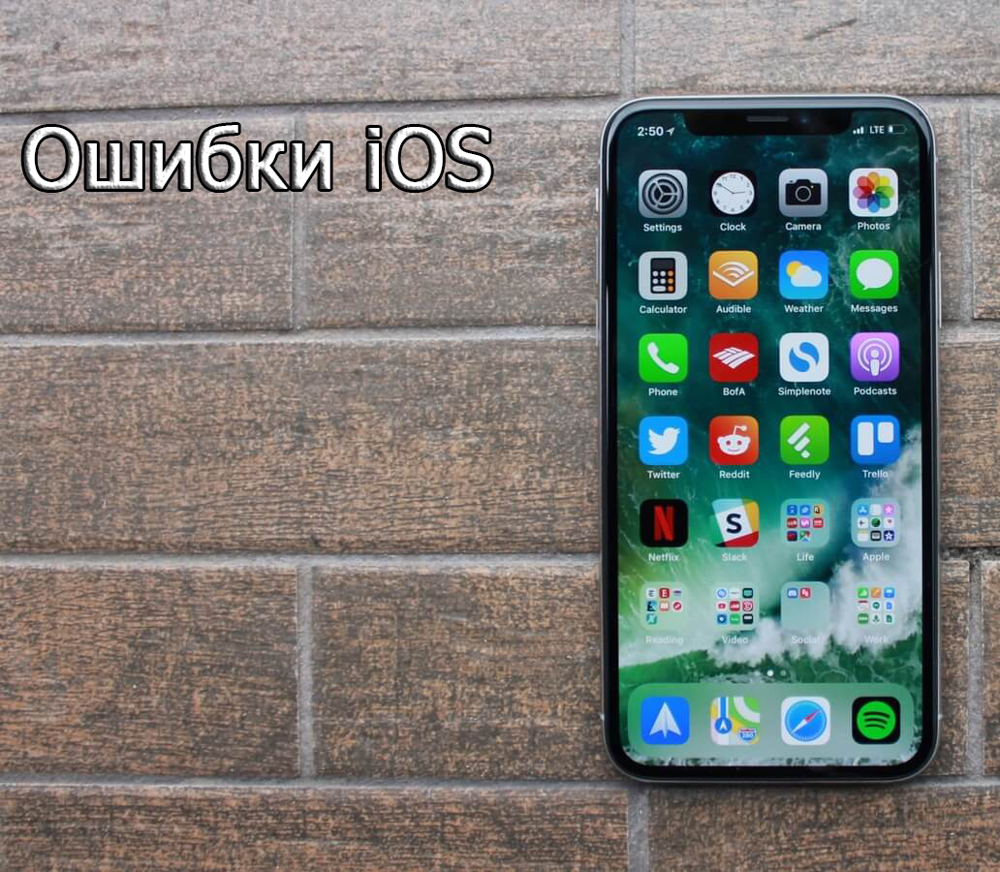 Ошибки iOS
2:50 LTE
Settings Clock Camera Photos
Calculator Audible Weather Messages
Phone BofA Simplenote Podcasts
Twitter Reddit Feedly Trello
N S
Netflix Slack Life Apple
Reading Video Social Work
280